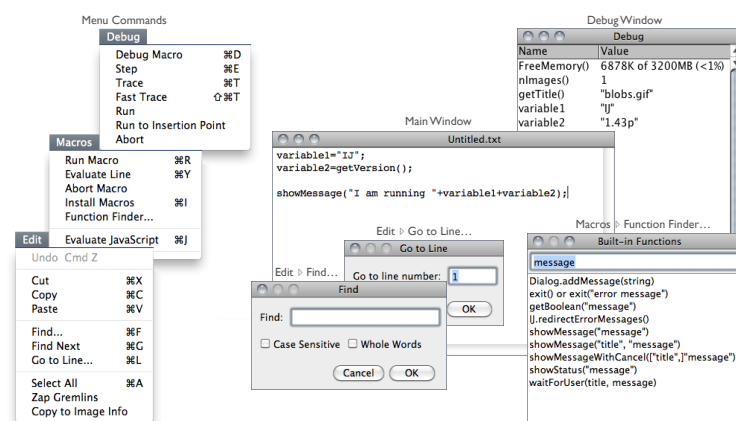 Menu Commands
Debug
Debug Macro ⌘D
Step ⌘E
Trace ⌘T
Fast Trace ⇧⌘T
Run
Run to Insertion Point
Abort
Macros
Run Macro ⌘R
Evaluate Line ⌘Y
Abort Macro
Install Macros ⌘I
Function Finder...
Evaluate JavaScript ⌘J
Edit
Undo Cmd Z
Cut ⌘X
Copy ⌘C
Paste ⌘V
Find... ⌘F
Find Next ⌘G
Go to Line... ⌘L
Select All ⌘A
Zap Gremlins
Copy to Image Info
Main Window
Untitled.txt
variable1="IJ";
variable2=getVersion();
showMessage("I am running "+variable1+variable2);
Edit ▷ Go to Line...
Go to Line
Go to line number: 1
OK
Edit ▷ Find...
Find
Find:
Case Sensitive Whole Words
Cancel OK
Debug Window
Debug
Name Value
FreeMemory() 6878K of 3200MB (<1%)
nImages() 1
getTitle() "blobs.gif"
variable1 "IJ"
variable2 "1.43p"
Macros ▷ Function Finder...
Built-in Functions
message
Dialog.addMessage(string)
exit() or exit("error message")
getBoolean("message")
IJ.redirectErrorMessages()
showMessage("message")
showMessage("title", "message")
showMessageWithCancel(["title",]"message")
showStatus("message")
waitForUser(title, message)